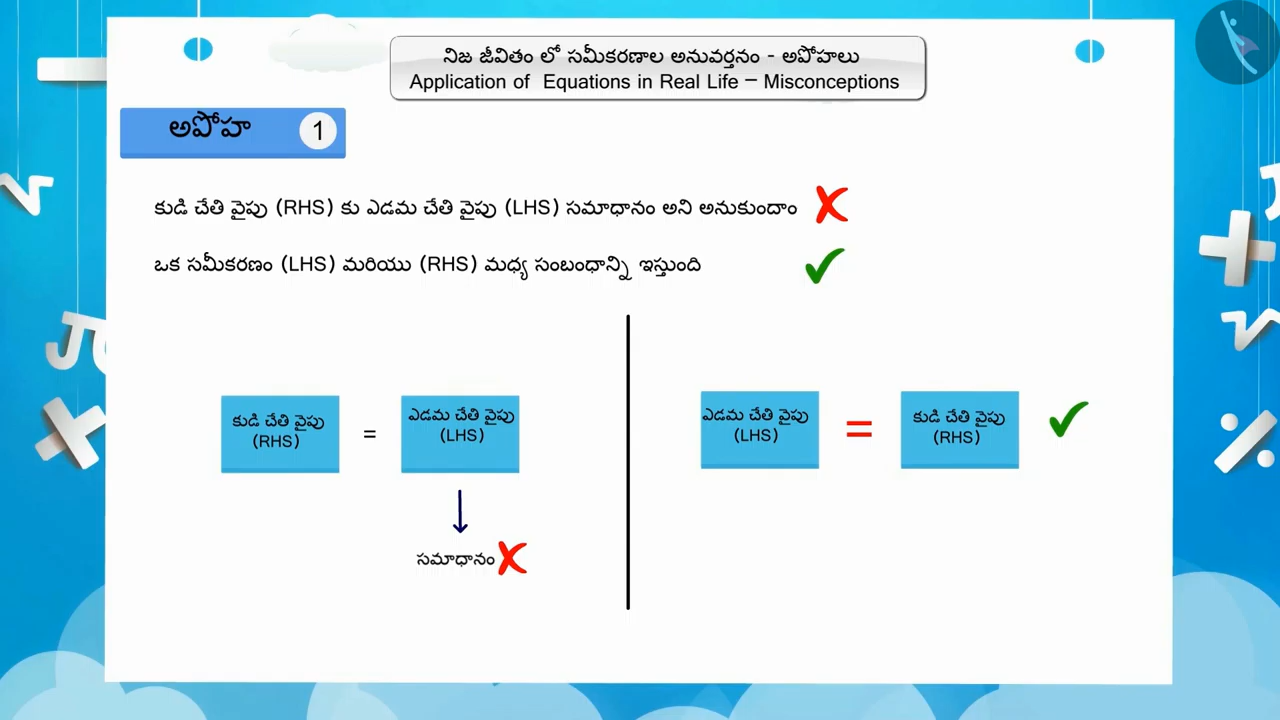 నిజ జీవితం లో సమీకరణాల అనువర్తనం - అపోహలు
Application of Equations in Real Life – Misconceptions
అపోహ 1
కుడి చేతి వైపు (RHS) కు ఎడమ చేతి వైపు (LHS) సమాధానం అని అనుకుందాం
ఒక సమీకరణం (LHS) మరియు (RHS) మధ్య సంబంధాన్ని ఇస్తుంది
కుడి చేతి వైపు
(RHS)
=
ఎడమ చేతి వైపు
(LHS)
సమాధానం
ఎడమ చేతి వైపు
(LHS)
=
కుడి చేతి వైపు
(RHS)